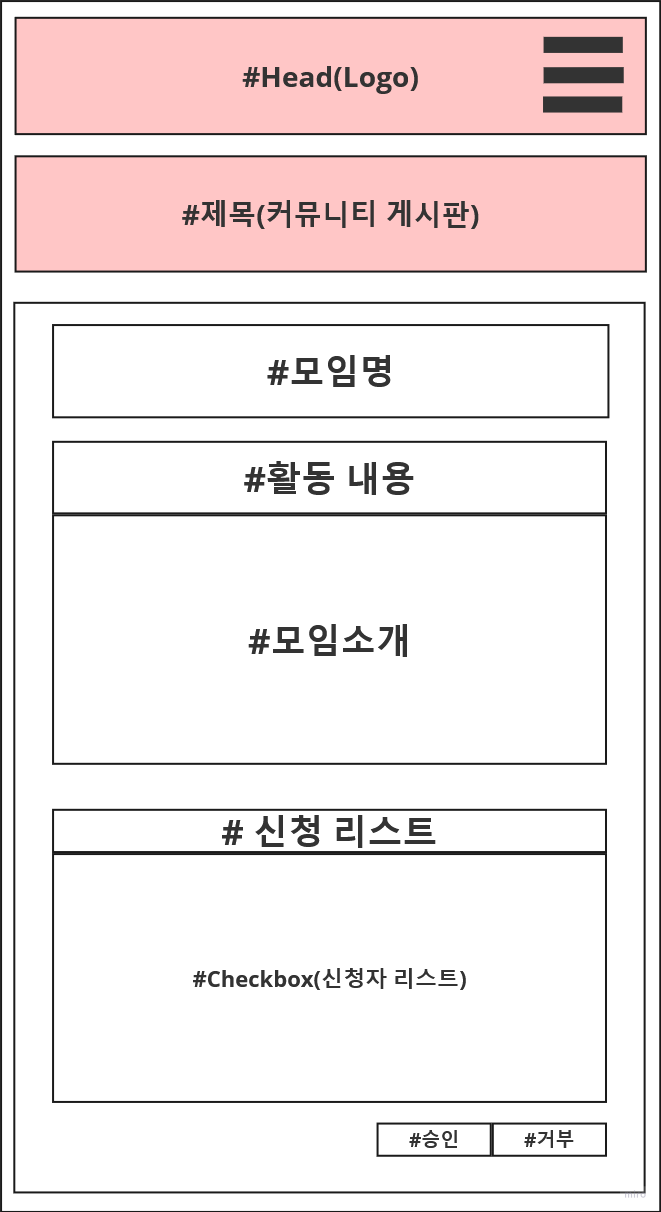 #Head(Logo)
#제목(커뮤니티 게시판)
#모임명
#활동 내용
#모임소개
# 신청 리스트
#Checkbox(신청자 리스트)
#승인
#거부
miro